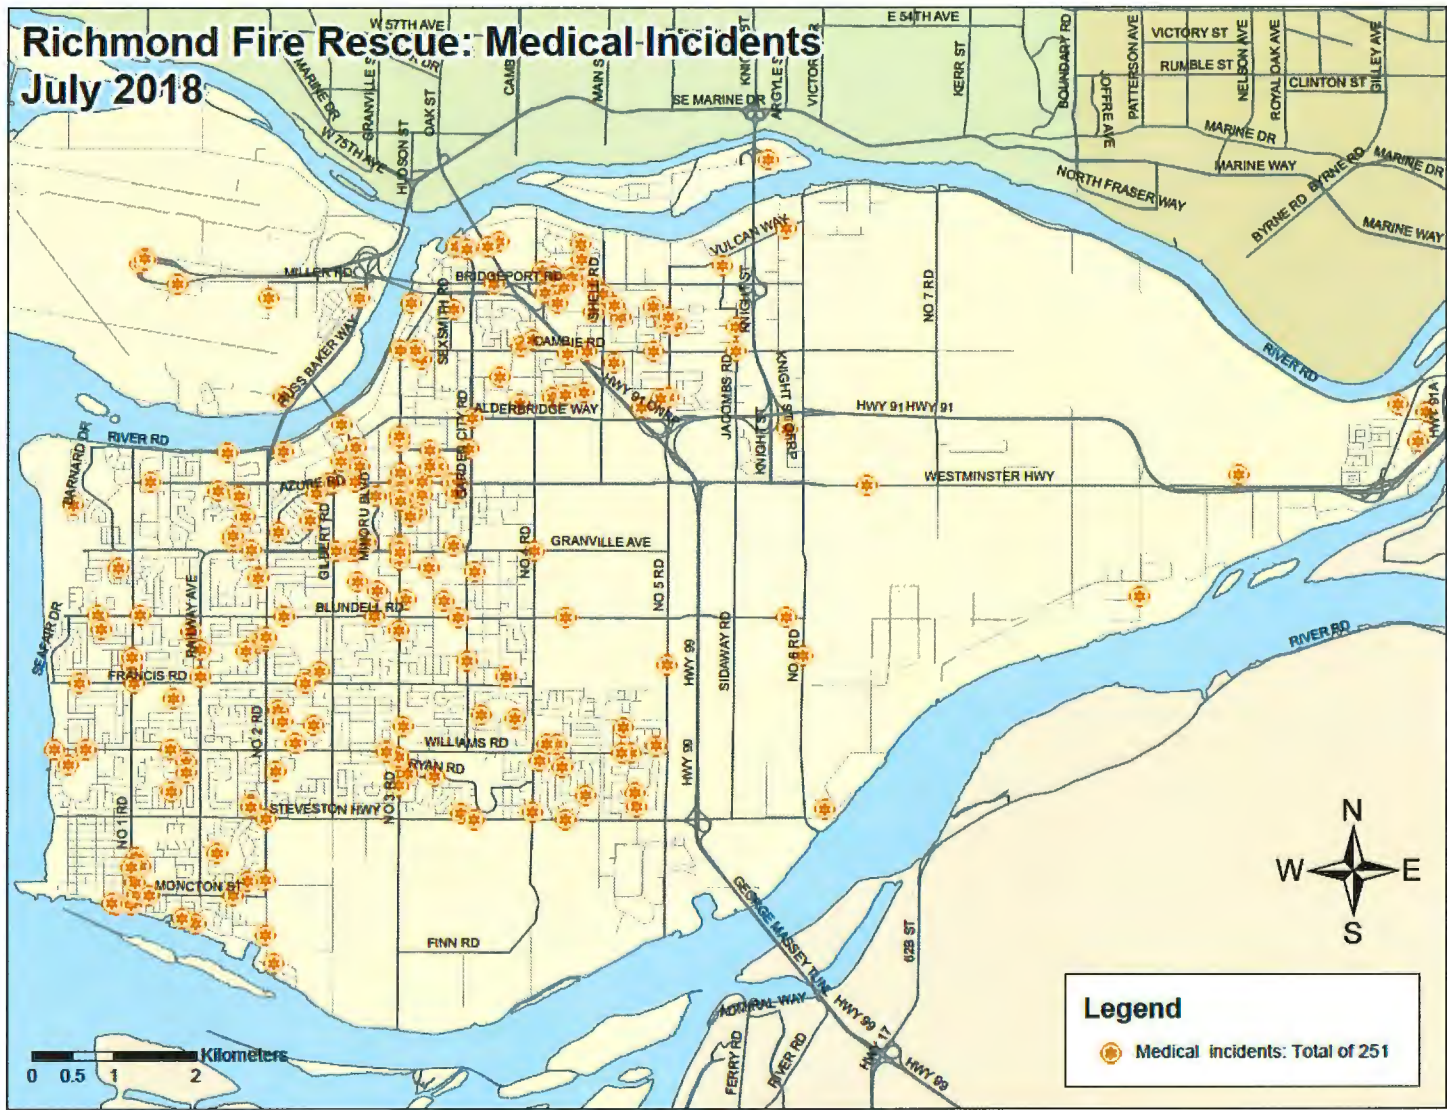 Richmond Fire Rescue: Medical Incidents
July 2018
W 57TH AVE
E 54TH AVE
MARINE DR
GRANVILLE S
OAK ST
CAMB
MAIN S
KNI
ARGYLE S
VICTOR
KERR ST
BOUNDARY RD
JOFFRE AVE
PATTERSON AVE
VICTORY ST
RUMBLE ST
NELSON AVE
ROYAL OAK AVE
CLINTON ST
GILLEY AVE
SE MARINE DR
W 75TH AVE
HUDSON ST
MARINE DR
MARINE WAY
BYRNE RD
MARINE DR
NORTH FRASER WAY
BYRNE RD
MARINE WAY
VULCAN WAY
MILLER RD
BRIDGEPORT RD
SHELL RD
KNIGHT ST
NO 7 RD
SEXSMITH RD
CAMBIE RD
RUSS BAKER WAY
HWY 91 ONNR
JACOMBS RD
KNIGHT ST OFRP
RIVER RD
ALDERBRIDGE WAY
HWY 91 HWY 91
HWY 91A
KNIGHT ST
RIVER RD
BARNARD DR
GARDEN CITY RD
AZURE RD
MINORU BLVD
WESTMINSTER HWY
GILBERT RD
NO 4 RD
GRANVILLE AVE
NO 5 RD
RAILWAY AVE
BLUNDELL RD
SEAFAIR DR
HWY 99
SIDAWAY RD
NO 6 RD
RIVER RD
FRANCIS RD
NO 2 RD
WILLIAMS RD
RYAN RD
HWY 99
NO 1 RD
STEVESTON HWY
NO 3 RD
MONCTON ST
GEORGE MASSEY TUNL
62B ST
FINN RD
N
W E
S
ADMIRAL WAY
HWY 99
HWY 17
FERRY RD
RIVER RD
HWY 99
Kilometers
0 0.5 1 2
Legend
Medical incidents: Total of 251